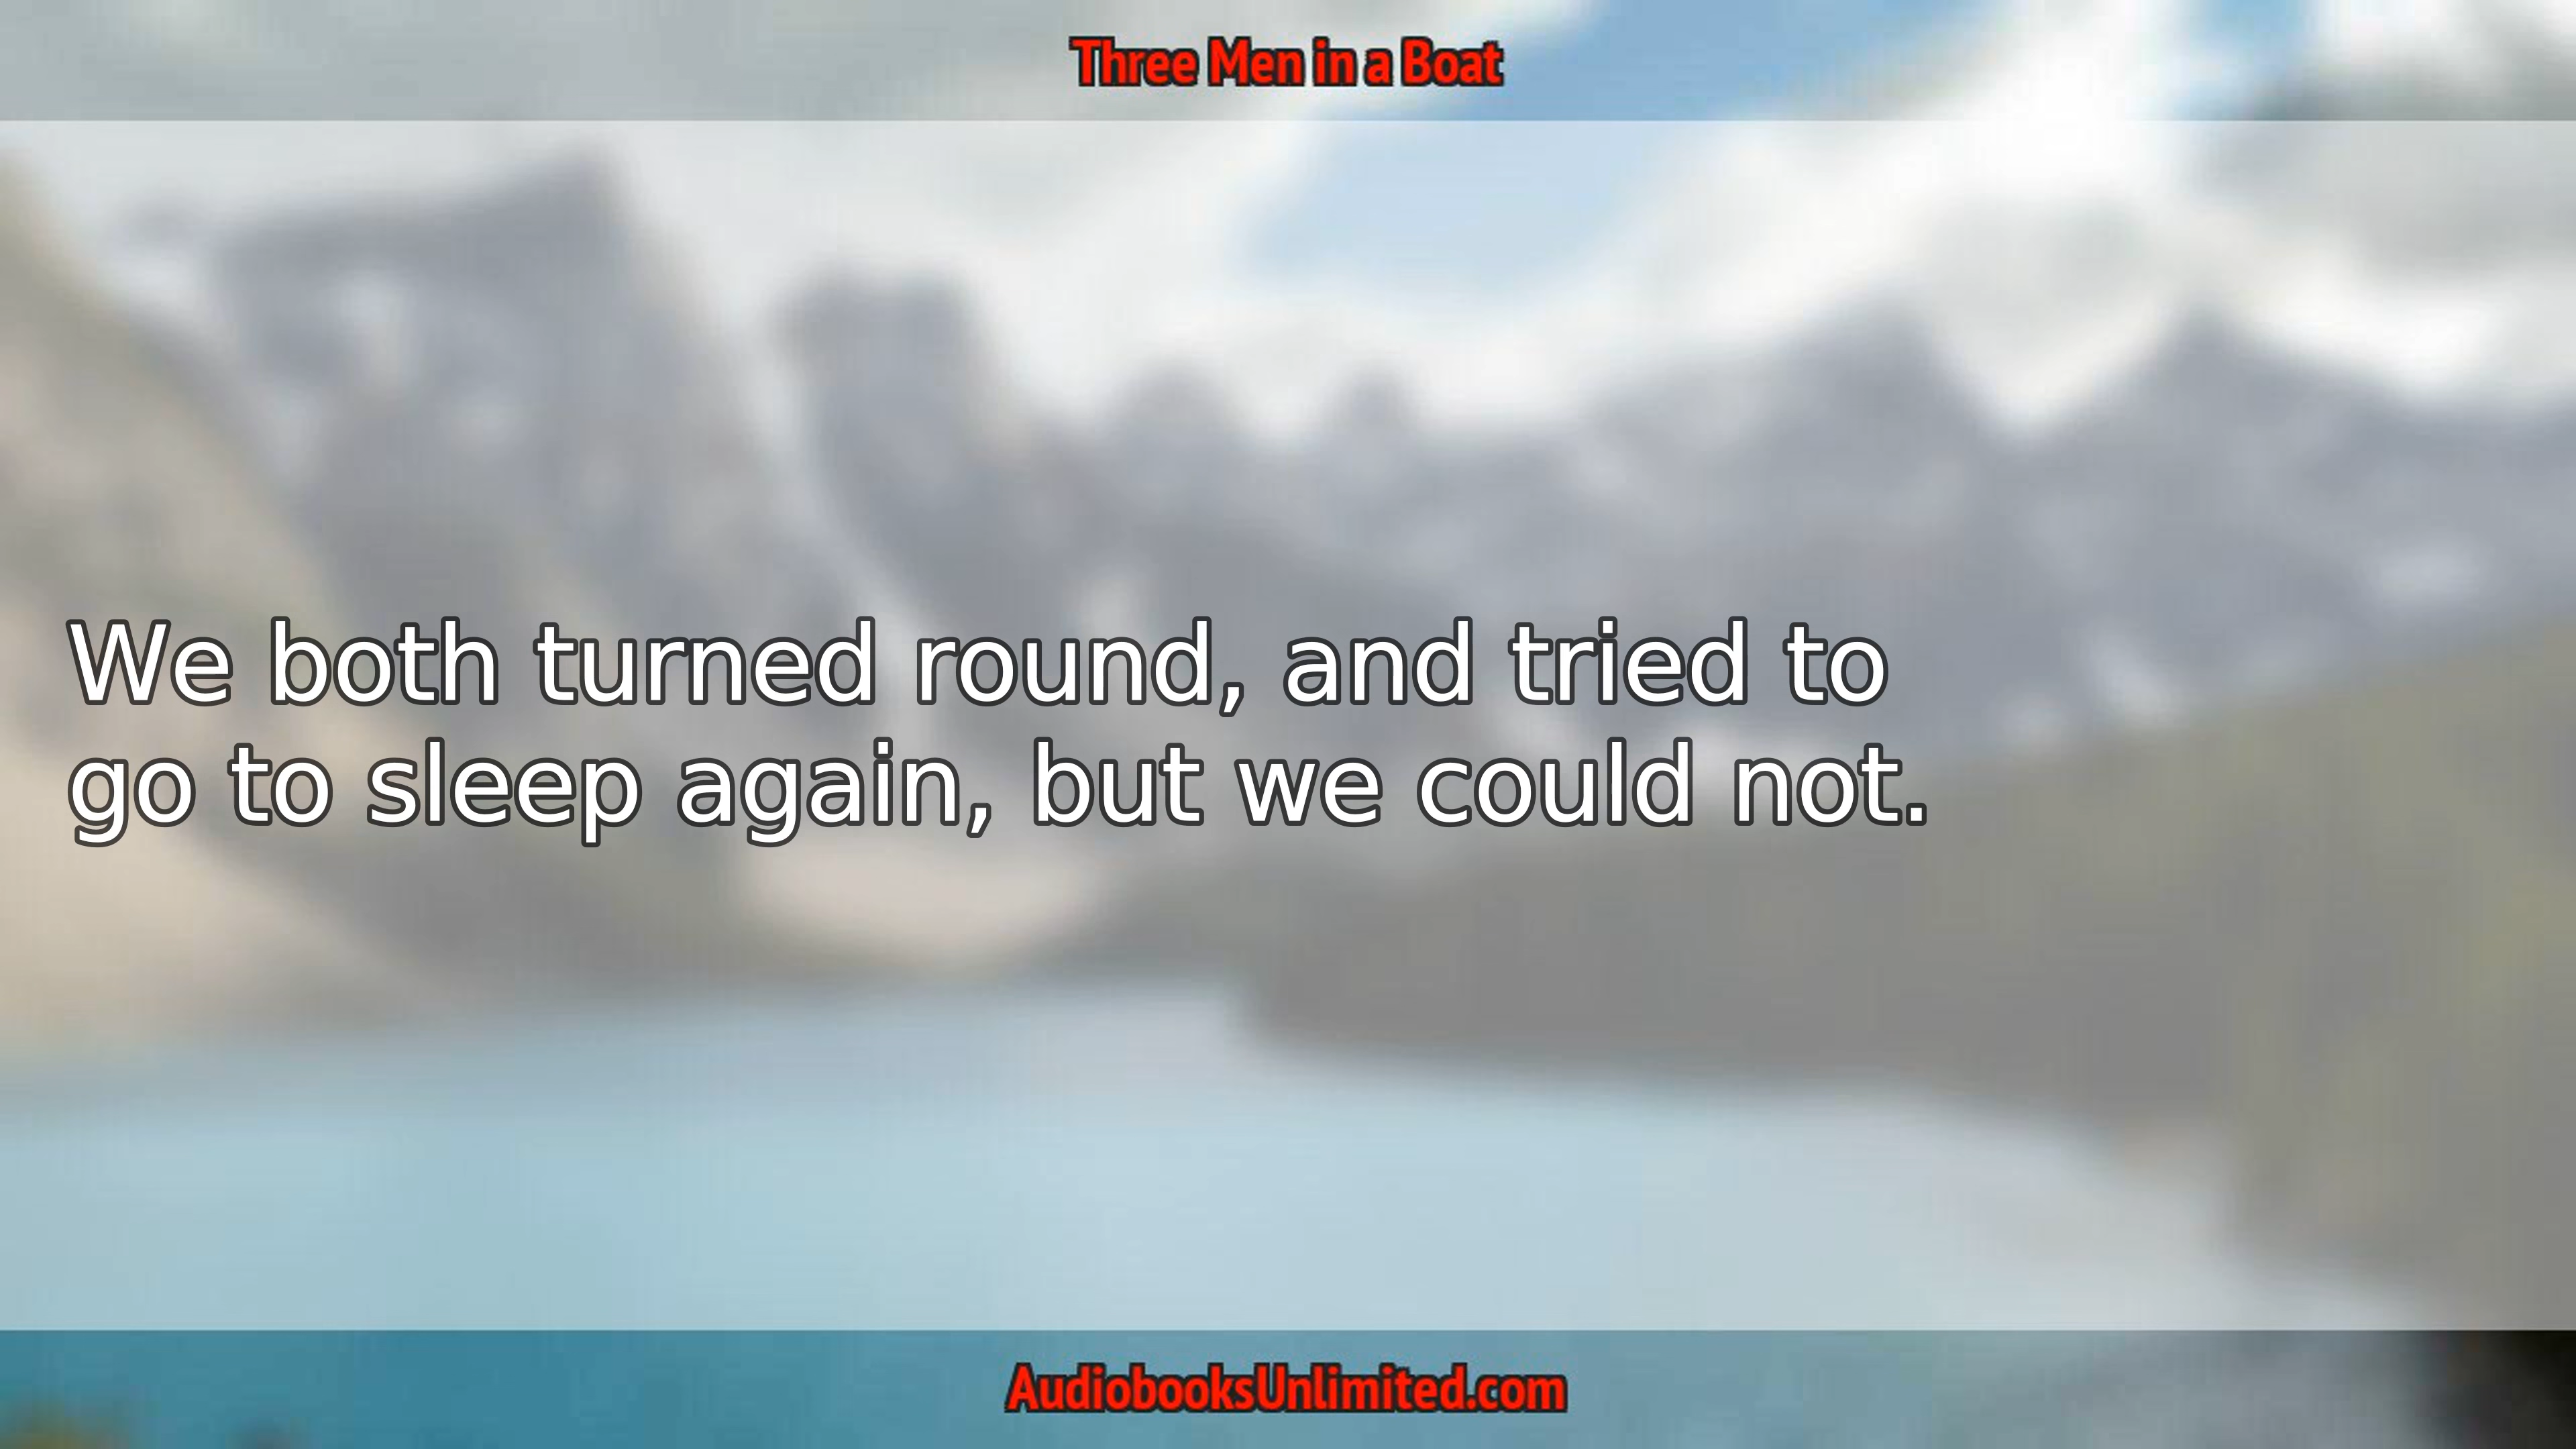 Three Men in a Boat
We both turned round, and tried to
go to sleep again, but we could not.
AudiobooksUnlimited.com